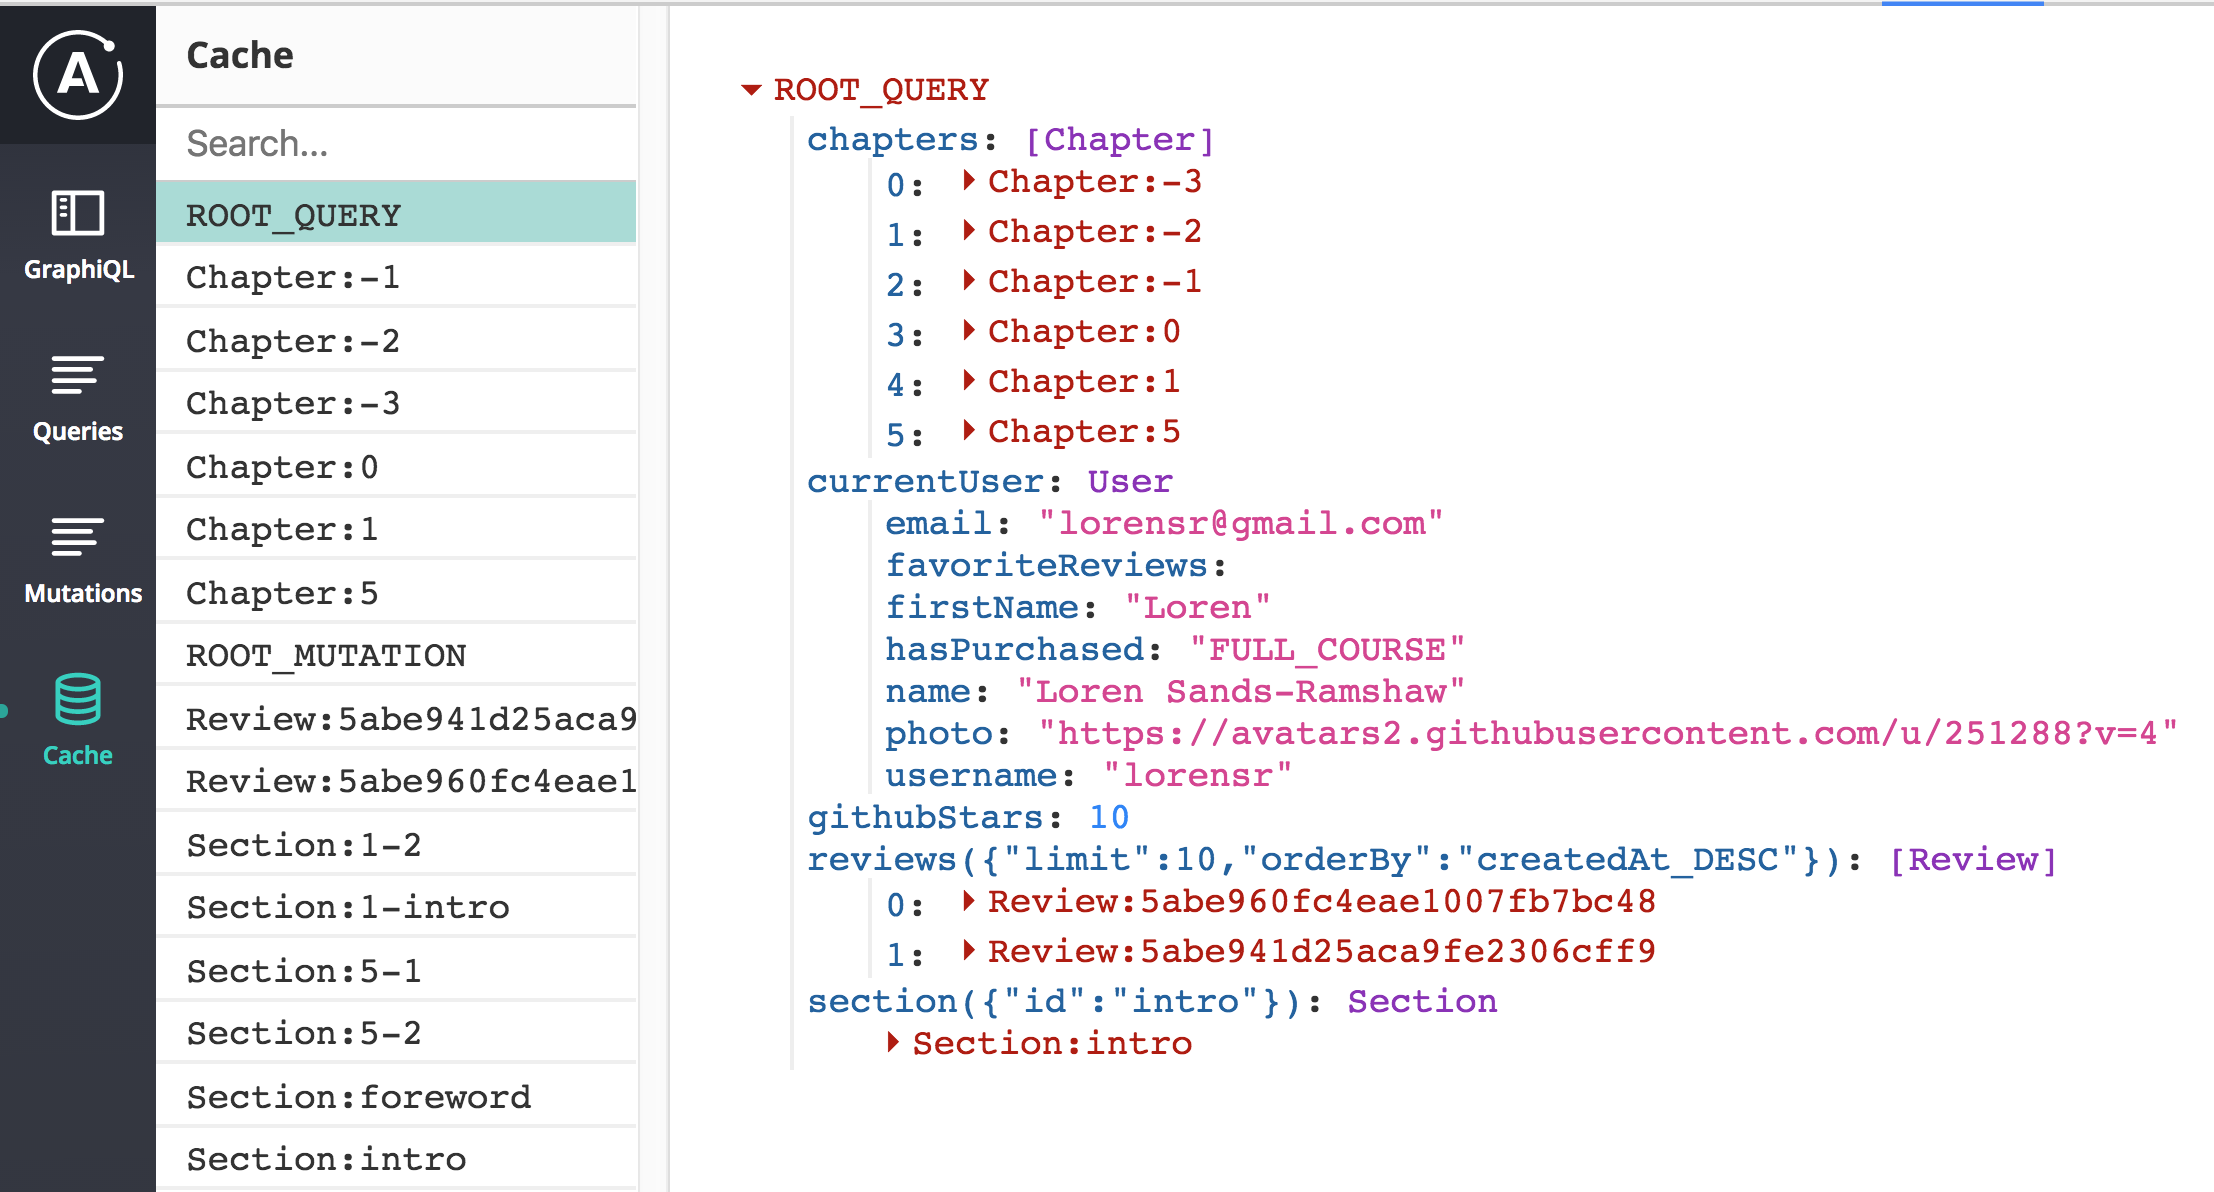 A
GraphiQL
Queries
Mutations
Cache
Cache
Search...
ROOT_QUERY
Chapter:-1
Chapter:-2
Chapter:-3
Chapter:0
Chapter:1
Chapter:5
ROOT_MUTATION
Review:5abe941d25aca9
Review:5abe960fc4eae1
Section:1-2
Section:1-intro
Section:5-1
Section:5-2
Section:foreword
Section:intro
ROOT_QUERY
chapters: [Chapter]
0: Chapter:-3
1: Chapter:-2
2: Chapter:-1
3: Chapter:0
4: Chapter:1
5: Chapter:5
currentUser: User
email: "lorensr@gmail.com"
favoriteReviews:
firstName: "Loren"
hasPurchased: "FULL_COURSE"
name: "Loren Sands-Ramshaw"
photo: "https://avatars2.githubusercontent.com/u/251288?v=4"
username: "lorensr"
githubStars: 10
reviews({"limit":10,"orderBy":"createdAt_DESC"}): [Review]
0: Review:5abe960fc4eae1007fb7bc48
1: Review:5abe941d25aca9fe2306cff9
section({"id":"intro"}): Section
Section:intro